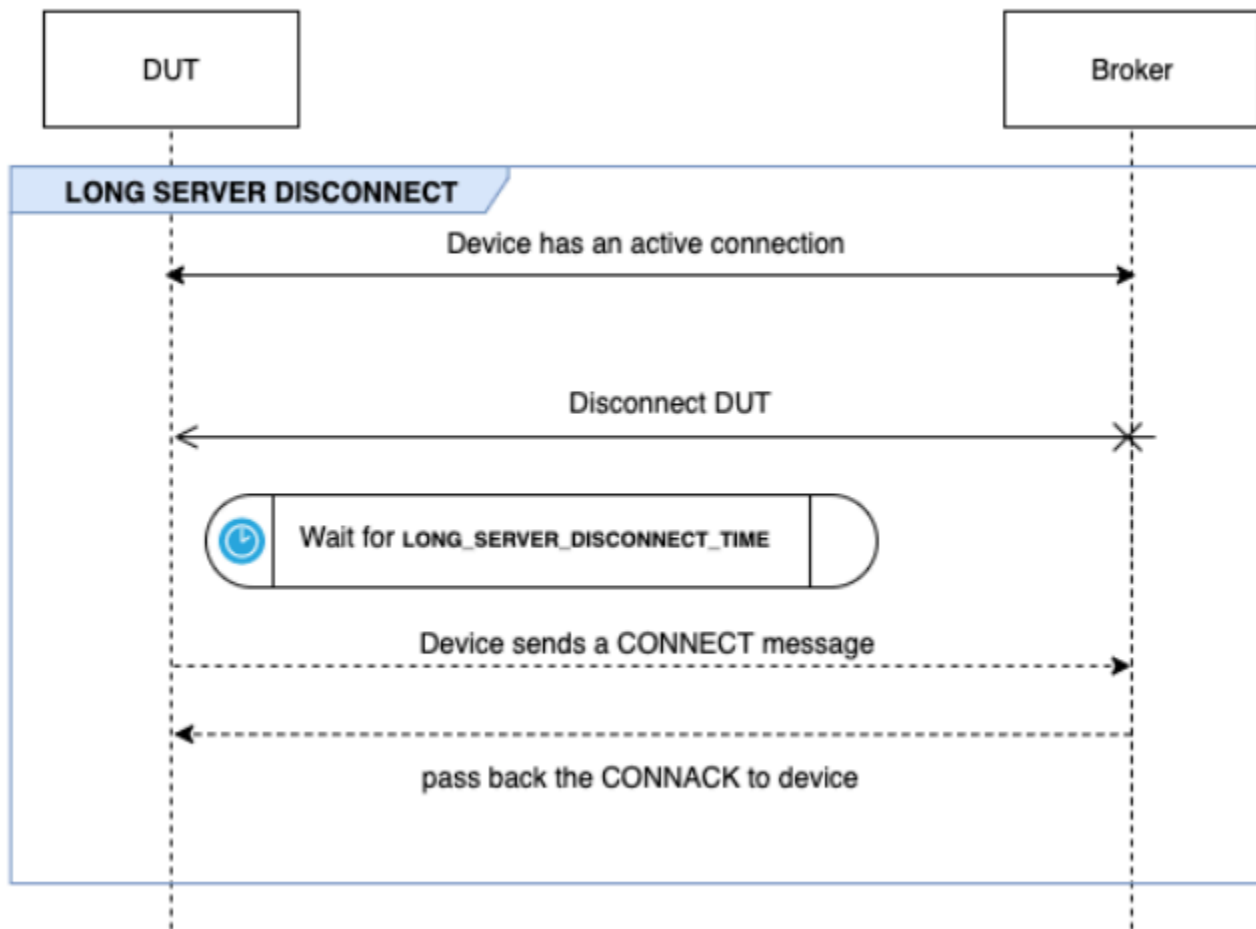 DUT
Broker
LONG SERVER DISCONNECT
Device has an active connection
Disconnect DUT
Wait for LONG_SERVER_DISCONNECT_TIME
Device sends a CONNECT message
pass back the CONNACK to device